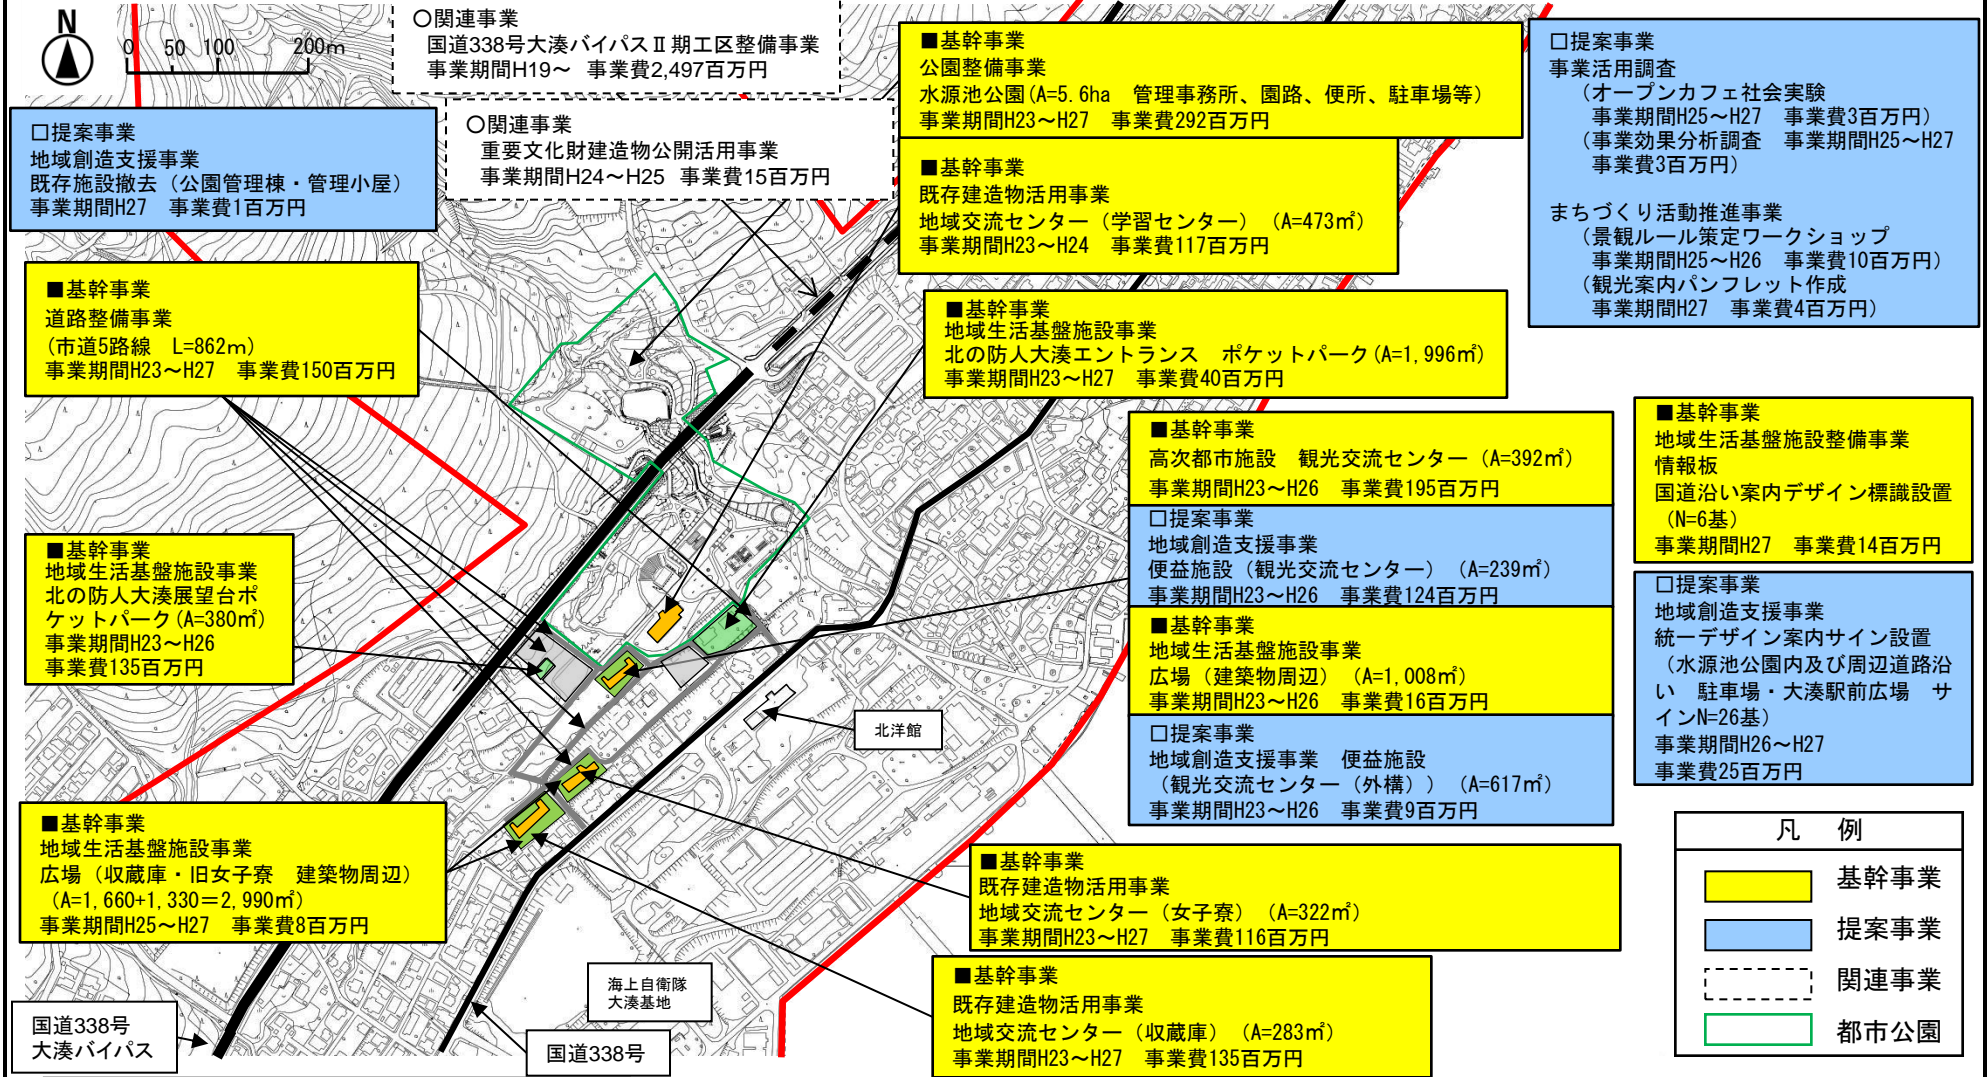 N
0 50 100 200m
〇関連事業
国道338号大湊バイパスⅡ期工区整備事業
事業期間H19～ 事業費2,497百万円
〇関連事業
重要文化財建造物公開活用事業
事業期間H24～H25 事業費15百万円
□提案事業
地域創造支援事業
既存施設撤去（公園管理棟・管理小屋）
事業期間H27 事業費1百万円
■基幹事業
公園整備事業
水源池公園(A=5.6ha 管理事務所、園路、便所、駐車場等)
事業期間H23～H27 事業費292百万円
■基幹事業
既存建造物活用事業
地域交流センター（学習センター）（A=473㎡）
事業期間H23～H24 事業費117百万円
□提案事業
事業活用調査
（オープンカフェ社会実験
事業期間H25～H27 事業費3百万円）
（事業効果分析調査 事業期間H25～H27
事業費3百万円）
まちづくり活動推進事業
（景観ルール策定ワークショップ
事業期間H25～H26 事業費10百万円）
（観光案内パンフレット作成
事業期間H27 事業費4百万円）
■基幹事業
道路整備事業
（市道5路線 L=862m）
事業期間H23～H27 事業費150百万円
■基幹事業
地域生活基盤施設事業
北の防人大湊エントランス ポケットパーク(A=1,996㎡)
事業期間H23～H27 事業費40百万円
■基幹事業
高次都市施設 観光交流センター（A=392㎡）
事業期間H23～H26 事業費195百万円
□提案事業
地域創造支援事業
便益施設（観光交流センター）（A=239㎡）
事業期間H23～H26 事業費124百万円
■基幹事業
地域生活基盤施設事業
広場（建築物周辺）（A=1,008㎡）
事業期間H23～H26 事業費16百万円
□提案事業
地域創造支援事業 便益施設
（観光交流センター（外構））（A=617㎡）
事業期間H23～H26 事業費9百万円
■基幹事業
地域生活基盤施設整備事業
情報板
国道沿い案内デザイン標識設置
（N=6基）
事業期間H27 事業費14百万円
□提案事業
地域創造支援事業
統一デザイン案内サイン設置
（水源池公園内及び周辺道路沿
い 駐車場・大湊駅前広場 サ
インN=26基）
事業期間H26～H27
事業費25百万円
■基幹事業
地域生活基盤施設事業
北の防人大湊展望台ポ
ケットパーク(A=380㎡)
事業期間H23～H26
事業費135百万円
北洋館
■基幹事業
地域生活基盤施設事業
広場（収蔵庫・旧女子寮 建築物周辺）
（A=1,660+1,330＝2,990㎡）
事業期間H25～H27 事業費8百万円
■基幹事業
既存建造物活用事業
地域交流センター（女子寮）（A=322㎡）
事業期間H23～H27 事業費116百万円
■基幹事業
既存建造物活用事業
地域交流センター（収蔵庫）（A=283㎡）
事業期間H23～H27 事業費135百万円
海上自衛隊
大湊基地
国道338号
大湊バイパス
国道338号
凡 例
基幹事業
提案事業
関連事業
都市公園